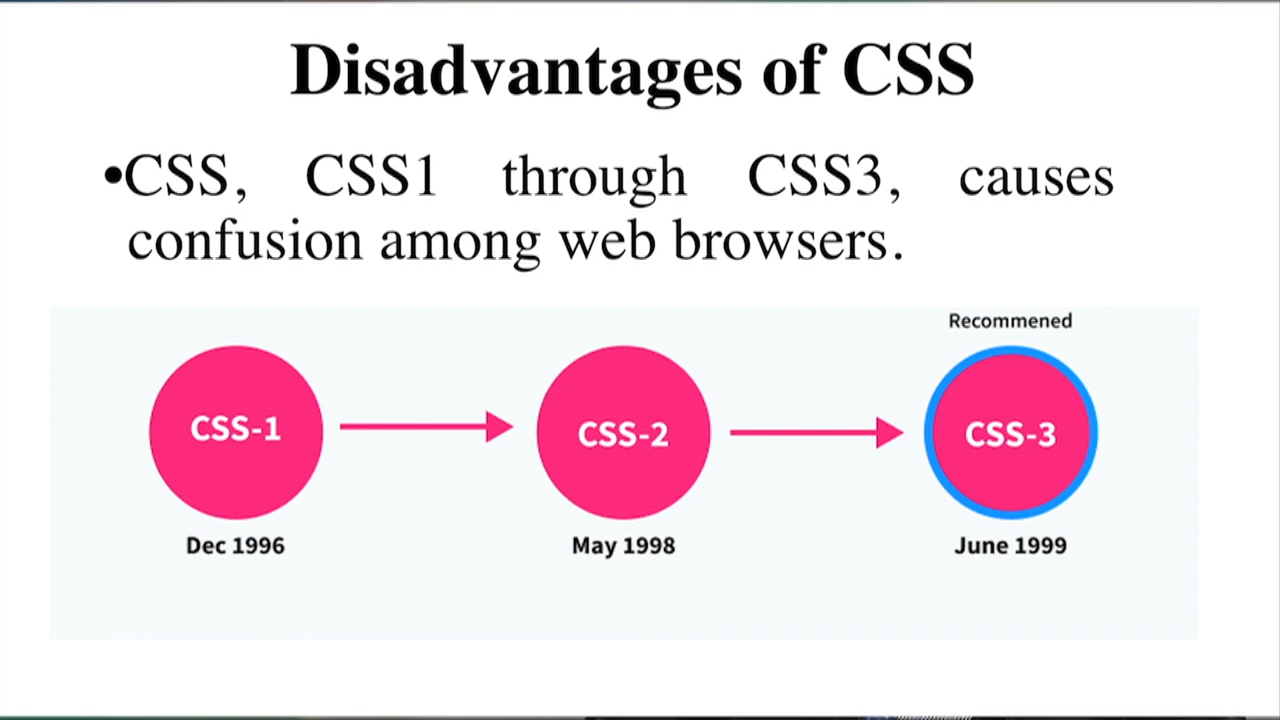 Disadvantages of CSS
•CSS, CSS1 through CSS3, causes
confusion among web browsers.
Recommened
CSS-1
CSS-2
CSS-3
Dec 1996
May 1998
June 1999